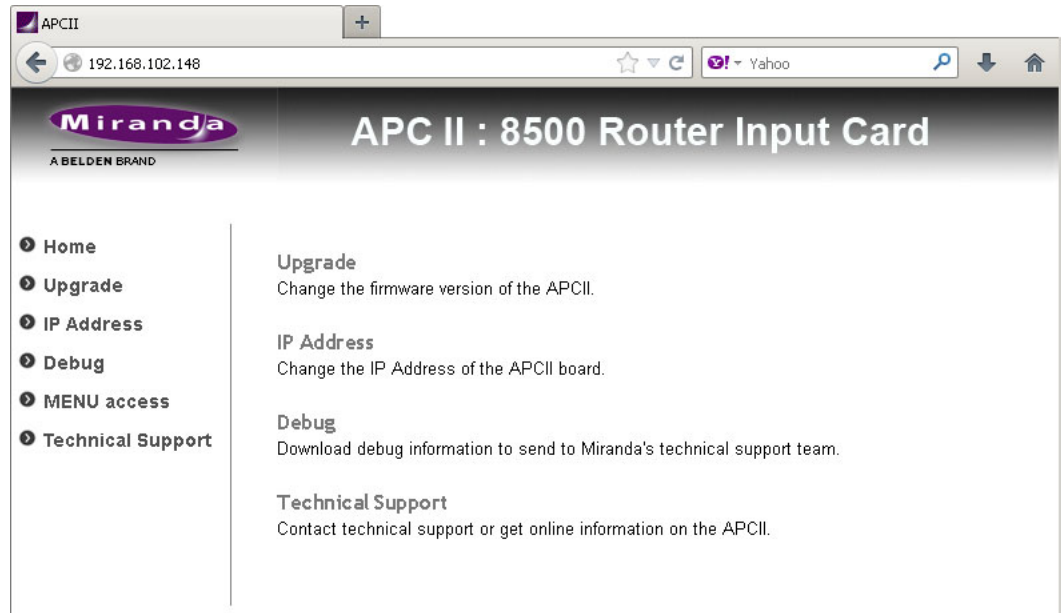 APCII
192.168.102.148
Y! Yahoo
Miranda
A BELDEN BRAND
APC II : 8500 Router Input Card
Home
Upgrade
IP Address
Debug
MENU access
Technical Support
Upgrade
Change the firmware version of the APCII.
IP Address
Change the IP Address of the APCII board.
Debug
Download debug information to send to Miranda's technical support team.
Technical Support
Contact technical support or get online information on the APCII.